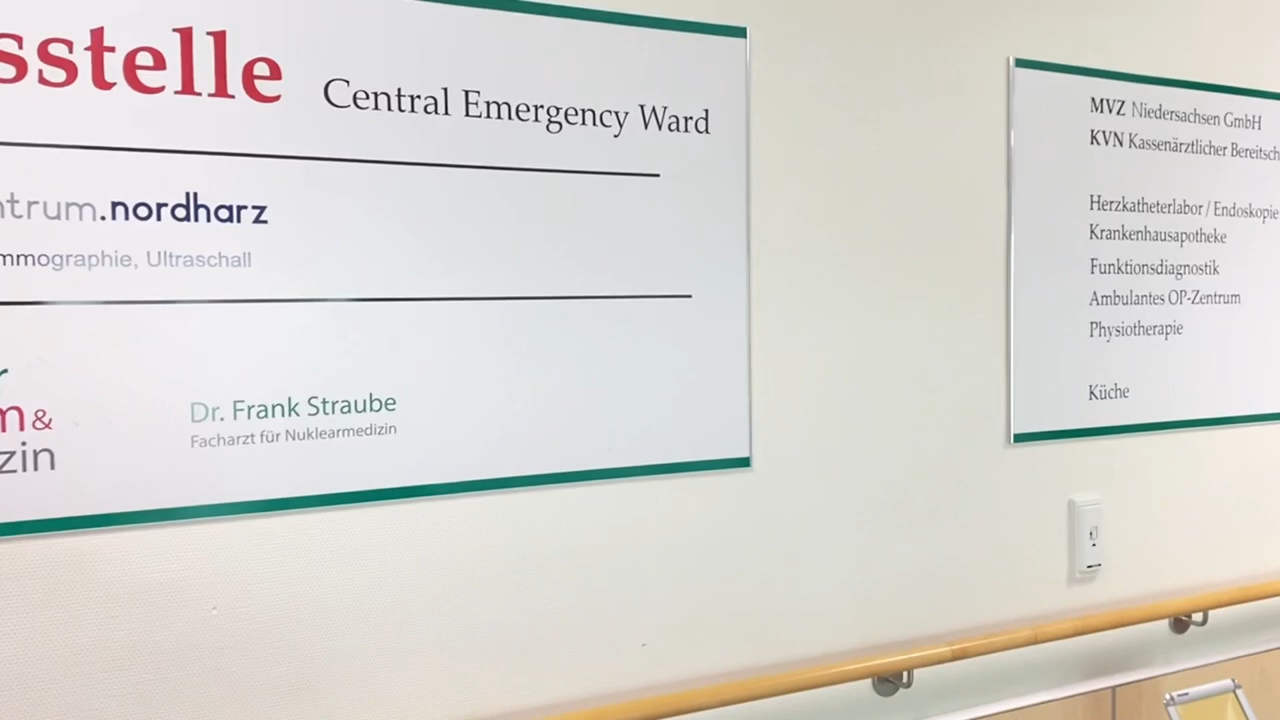 sstelle Central Emergency Ward
ntrum.nordharz
mmographie, Ultraschall
m &
zin
Dr. Frank Straube
Facharzt für Nuklearmedizin
MVZ Niedersachsen GmbH
KVN Kassenärztlicher Bereitsch
Herzkatheterlabor / Endoskopie
Krankenhausapotheke
Funktionsdiagnostik
Ambulantes OP-Zentrum
Physiotherapie
Küche